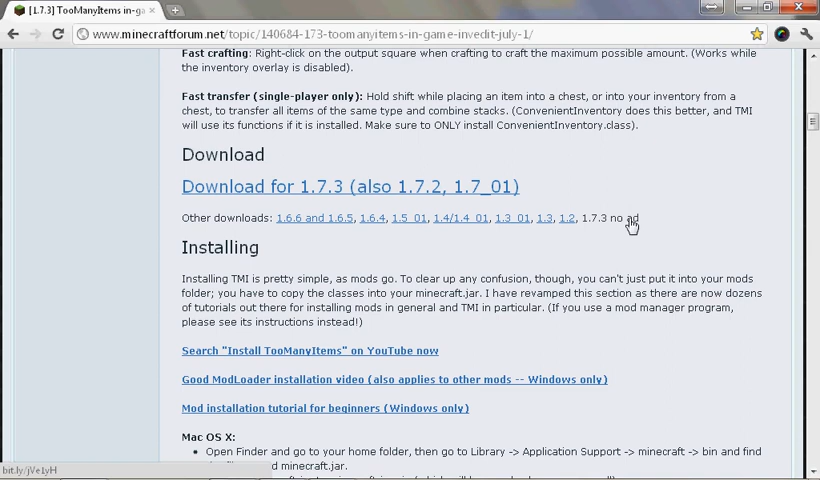 [1.7.3] TooManyItems in-ga
www.minecraftforum.net/topic/140684-173-toomanyitems-in-game-invedit-july-1/
Fast crafting: Right-click on the output square when crafting to craft the maximum possible amount. (Works while
the inventory overlay is disabled).
Fast transfer (single-player only): Hold shift while placing an item into a chest, or into your inventory from a
chest, to transfer all items of the same type and combine stacks. (ConvenientInventory does this better, and TMI
will use its functions if it is installed. Make sure to ONLY install ConvenientInventory.class).
Download
Download for 1.7.3 (also 1.7.2, 1.7_01)
Other downloads: 1.6.6 and 1.6.5, 1.6.4, 1.5_01, 1.4/1.4_01, 1.3_01, 1.3, 1.2, 1.7.3 no ad
Installing
Installing TMI is pretty simple, as mods go. To clear up any confusion, though, you can't just put it into your mods
folder; you have to copy the classes into your minecraft.jar. I have revamped this section as there are now dozens
of tutorials out there for installing mods in general and TMI in particular. (If you use a mod manager program,
please see its instructions instead!)
Search "Install TooManyItems" on YouTube now
Good ModLoader installation video (also applies to other mods -- Windows only)
Mod installation tutorial for beginners (Windows only)
Mac OS X:
Open Finder and go to your home folder, then go to Library -> Application Support -> minecraft -> bin and find
d minecraft.jar.
bit.ly/jVe1yH